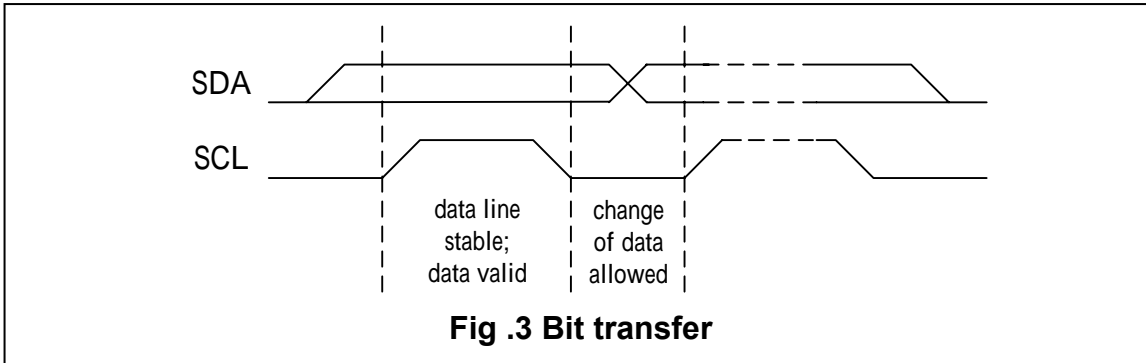 SDA
SCL
data line
stable;
data valid
change
of data
allowed
Fig .3 Bit transfer